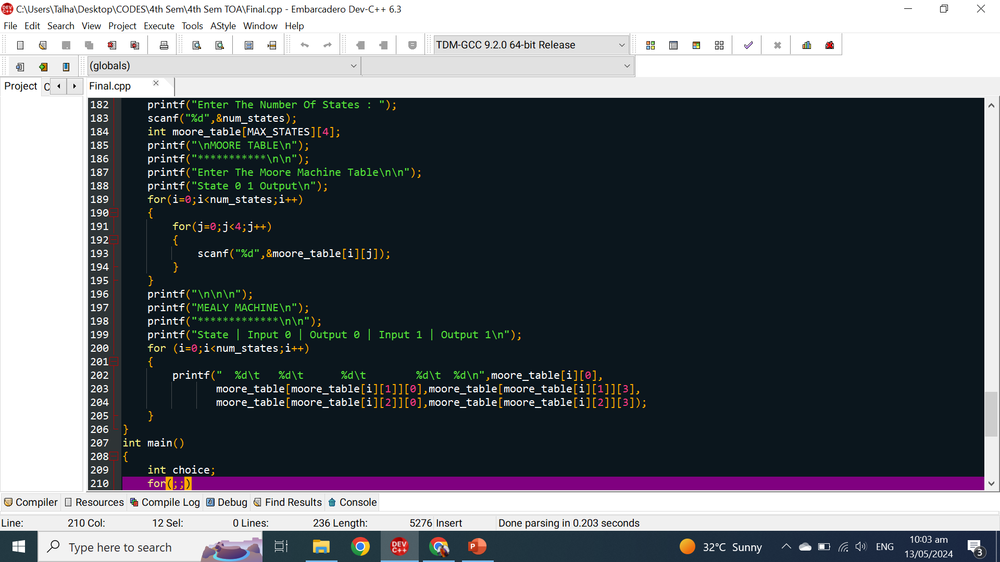 C:\Users\Talha\Desktop\CODES\4th Sem\4th Sem TOA\Final.cpp - Embarcadero Dev-C++ 6.3
File Edit Search View Project Execute Tools AStyle Window Help
TDM-GCC 9.2.0 64-bit Release
(globals)
Project C Final.cpp
182 printf("Enter The Number Of States : ");
183 scanf("%d",&num_states);
184 int moore_table[MAX_STATES][4];
185 printf("\nMOORE TABLE\n");
186 printf("***********\n\n");
187 printf("Enter The Moore Machine Table\n\n");
188 printf("State 0 1 Output\n");
189 for(i=0;i<num_states;i++)
190 {
191 for(j=0;j<4;j++)
192 {
193 scanf("%d",&moore_table[i][j]);
194 }
195 }
196 printf("\n\n\n");
197 printf("MEALY MACHINE\n");
198 printf("*************\n\n");
199 printf("State | Input 0 | Output 0 | Input 1 | Output 1\n");
200 for (i=0;i<num_states;i++)
201 {
202 printf("  %d\t   %d\t      %d\t        %d\t  %d\n",moore_table[i][0],
203 moore_table[moore_table[i][1]][0],moore_table[moore_table[i][1]][3],
204 moore_table[moore_table[i][2]][0],moore_table[moore_table[i][2]][3]);
205 }
206 }
207 int main()
208 {
209 int choice;
210 for(;;)
Compiler Resources Compile Log Debug Find Results Console
Line: 210 Col: 12 Sel: 0 Lines: 236 Length: 5276 Insert Done parsing in 0.203 seconds
Type here to search DEV C++ P 32°C Sunny ENG 10:03 am
13/05/2024 3